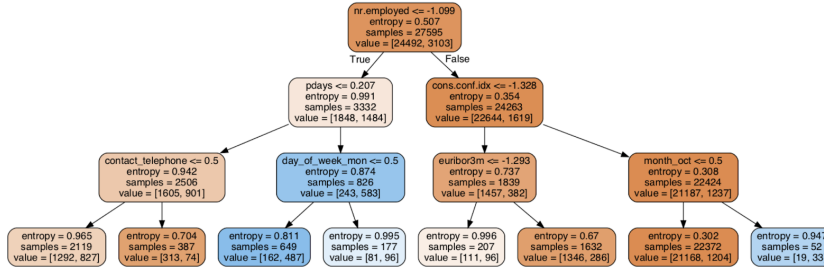 nr.employed <= -1.099
entropy = 0.507
samples = 27595
value = [24492, 3103]
True
False
pdays <= 0.207
entropy = 0.991
samples = 3332
value = [1848, 1484]
cons.conf.idx <= -1.328
entropy = 0.354
samples = 24263
value = [22644, 1619]
contact_telephone <= 0.5
entropy = 0.942
samples = 2506
value = [1605, 901]
day_of_week_mon <= 0.5
entropy = 0.874
samples = 826
value = [243, 583]
euribor3m <= -1.293
entropy = 0.737
samples = 1839
value = [1457, 382]
month_oct <= 0.5
entropy = 0.308
samples = 22424
value = [21187, 1237]
entropy = 0.965
samples = 2119
value = [1292, 827]
entropy = 0.704
samples = 387
value = [313, 74]
entropy = 0.811
samples = 649
value = [162, 487]
entropy = 0.995
samples = 177
value = [81, 96]
entropy = 0.996
samples = 207
value = [111, 96]
entropy = 0.67
samples = 1632
value = [1346, 286]
entropy = 0.302
samples = 22372
value = [21168, 1204]
entropy = 0.947
samples = 52
value = [19, 33